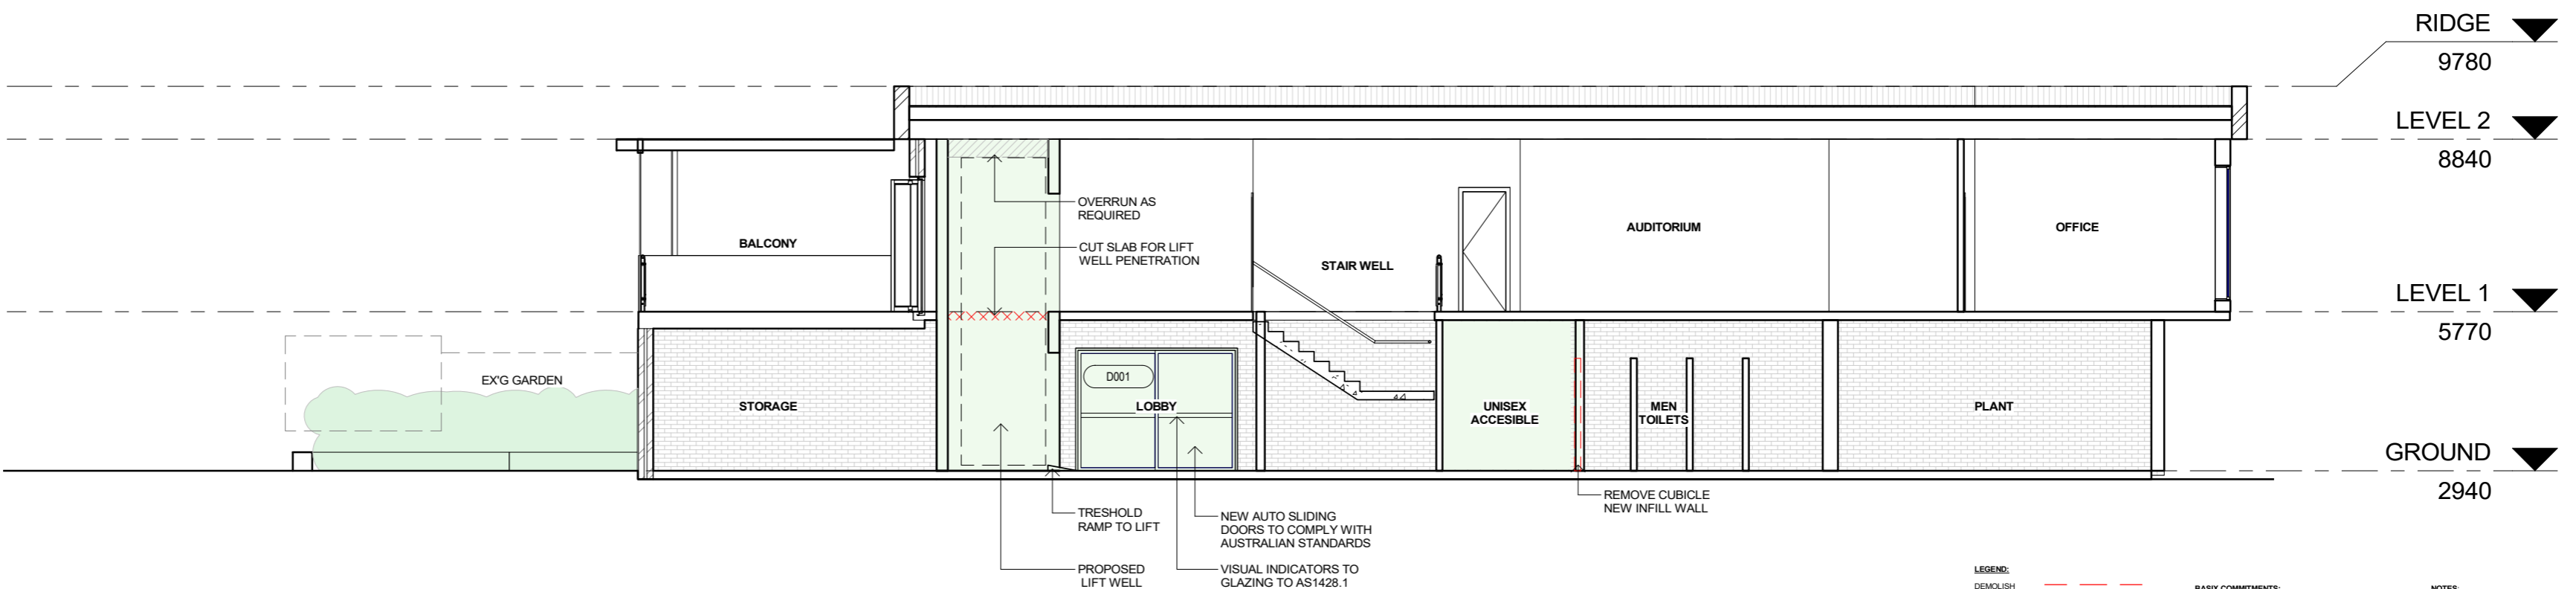 RIDGE
9780
LEVEL 2
8840
OVERRUN AS
REQUIRED
BALCONY
CUT SLAB FOR LIFT
WELL PENETRATION
STAIR WELL
AUDITORIUM
OFFICE
LEVEL 1
5770
EX'G GARDEN
STORAGE
D001
LOBBY
UNISEX
ACCESIBLE
MEN
TOILETS
PLANT
GROUND
2940
TRESHOLD
RAMP TO LIFT
NEW AUTO SLIDING
DOORS TO COMPLY WITH
AUSTRALIAN STANDARDS
REMOVE CUBICLE
NEW INFILL WALL
PROPOSED
LIFT WELL
VISUAL INDICATORS TO
GLAZING TO AS1428.1
LEGEND:
DEMOLISH
BASIX COMMITMENTS:
NOTES: